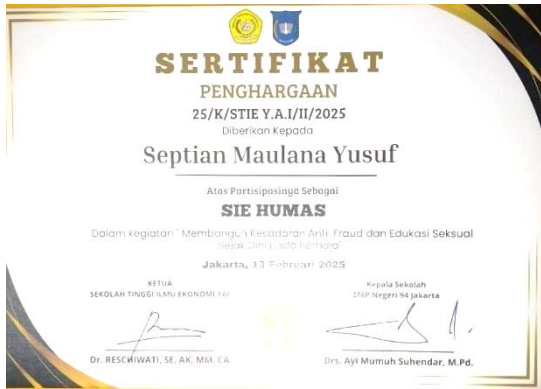 SERTIFIKAT
PENGHARGAAN
25/K/STIE Y.A.I/II/2025
Diberikan Kepada
Septian Maulana Yusuf
Atas Partisipasinya Sebagai
SIE HUMAS
Dalam kegiatan " Membangun Kesadaran Anti Fraud dan Edukasi Seksual
Sejak Dini pada Remaja
Jakarta, 13 Februari 2025
KETUA
SEKOLAH TINGGI ILMU EKONOMI YAI
Dr. RESCHIWATI, SE, AK, MM, CA
Kepala Sekolah
SMP Negeri 94 Jakarta
Drs. Ayi Mumuh Suhendar, M.Pd.